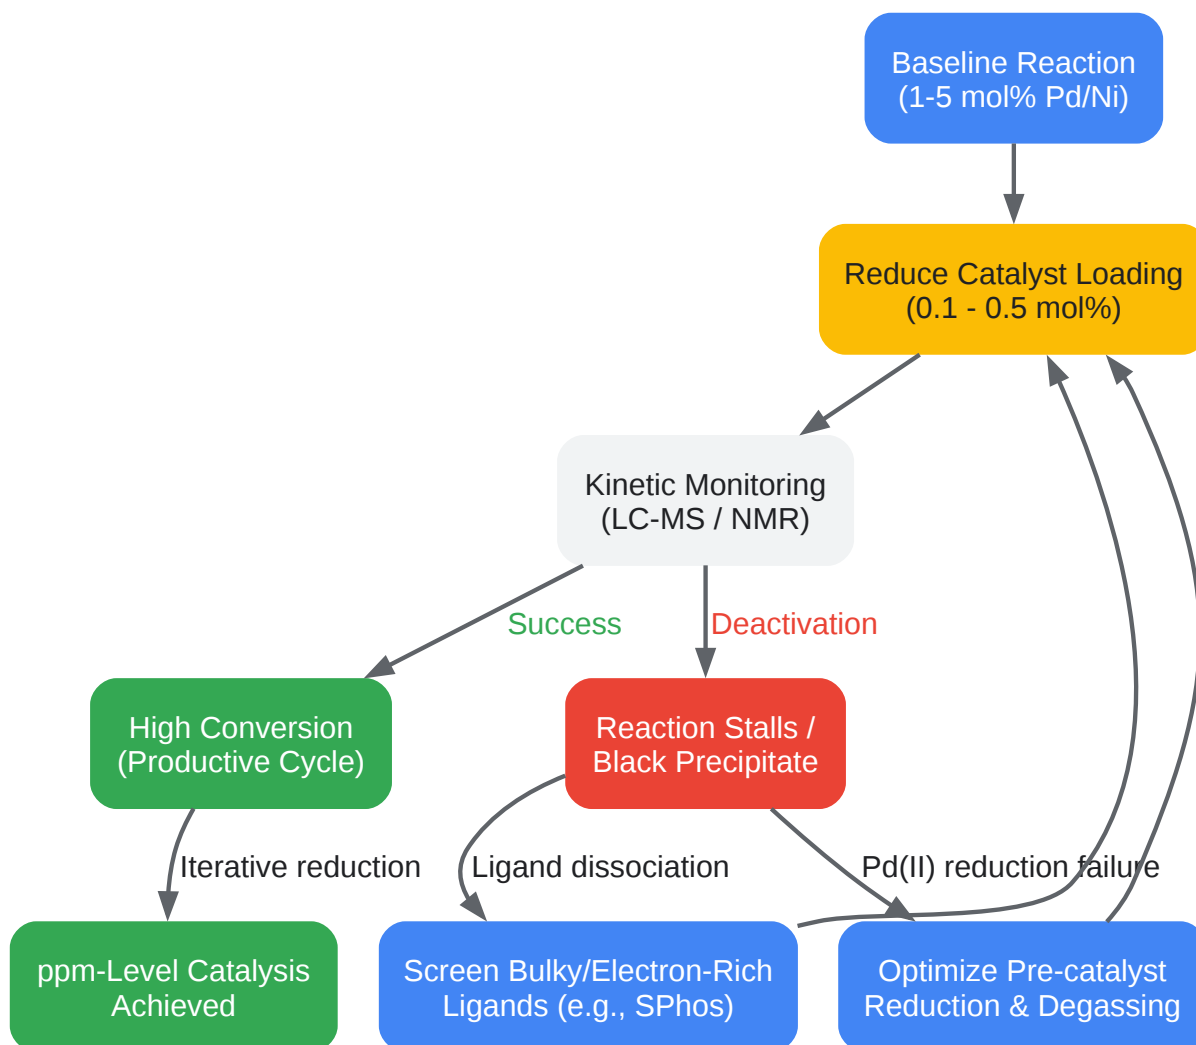 Baseline Reaction
(1-5 mol% Pd/Ni)
Reduce Catalyst Loading
(0.1 - 0.5 mol%)
Kinetic Monitoring
(LC-MS / NMR)
Success
Deactivation
High Conversion
(Productive Cycle)
Reaction Stalls /
Black Precipitate
Iterative reduction
Ligand dissociation
Pd(II) reduction failure
ppm-Level Catalysis
Achieved
Screen Bulky/Electron-Rich
Ligands (e.g., SPhos)
Optimize Pre-catalyst
Reduction & Degassing